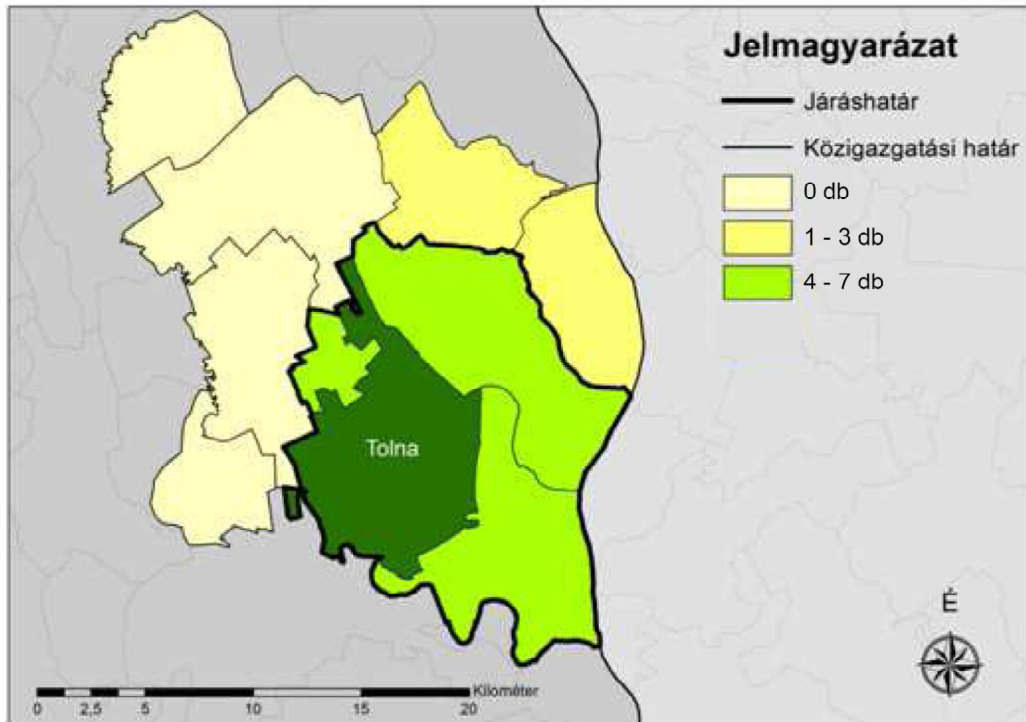 Jelmagyarázat
Járáshatár
Közigazgatási határ
0 db
1 - 3 db
4 - 7 db
Tolna
É
Kilométer
0 2,5 5 10 15 20